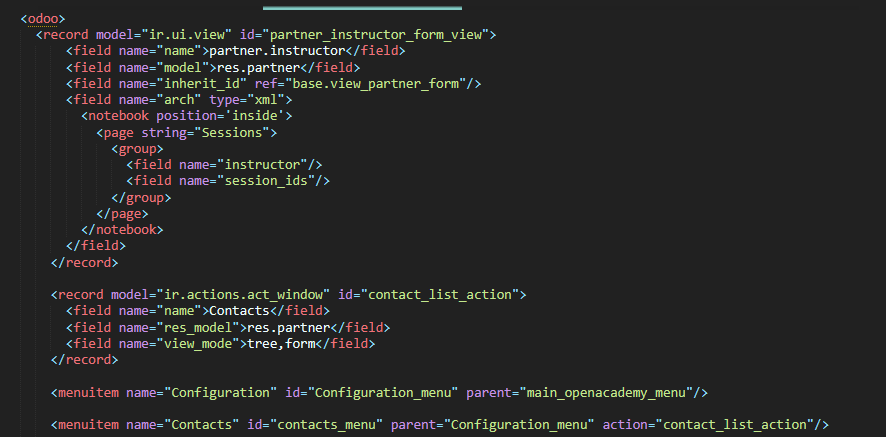 <odoo>
<record model="ir.ui.view" id="partner_instructor_form_view">
<field name="name">partner.instructor</field>
<field name="model">res.partner</field>
<field name="inherit_id" ref="base.view_partner_form"/>
<field name="arch" type="xml">
<notebook position='inside'>
<page string="Sessions">
<group>
<field name="instructor"/>
<field name="session_ids"/>
</group>
</page>
</notebook>
</field>
</record>
<record model="ir.actions.act_window" id="contact_list_action">
<field name="name">Contacts</field>
<field name="res_model">res.partner</field>
<field name="view_mode">tree,form</field>
</record>
<menuitem name="Configuration" id="Configuration_menu" parent="main_openacademy_menu"/>
<menuitem name="Contacts" id="contacts_menu" parent="Configuration_menu" action="contact_list_action"/>